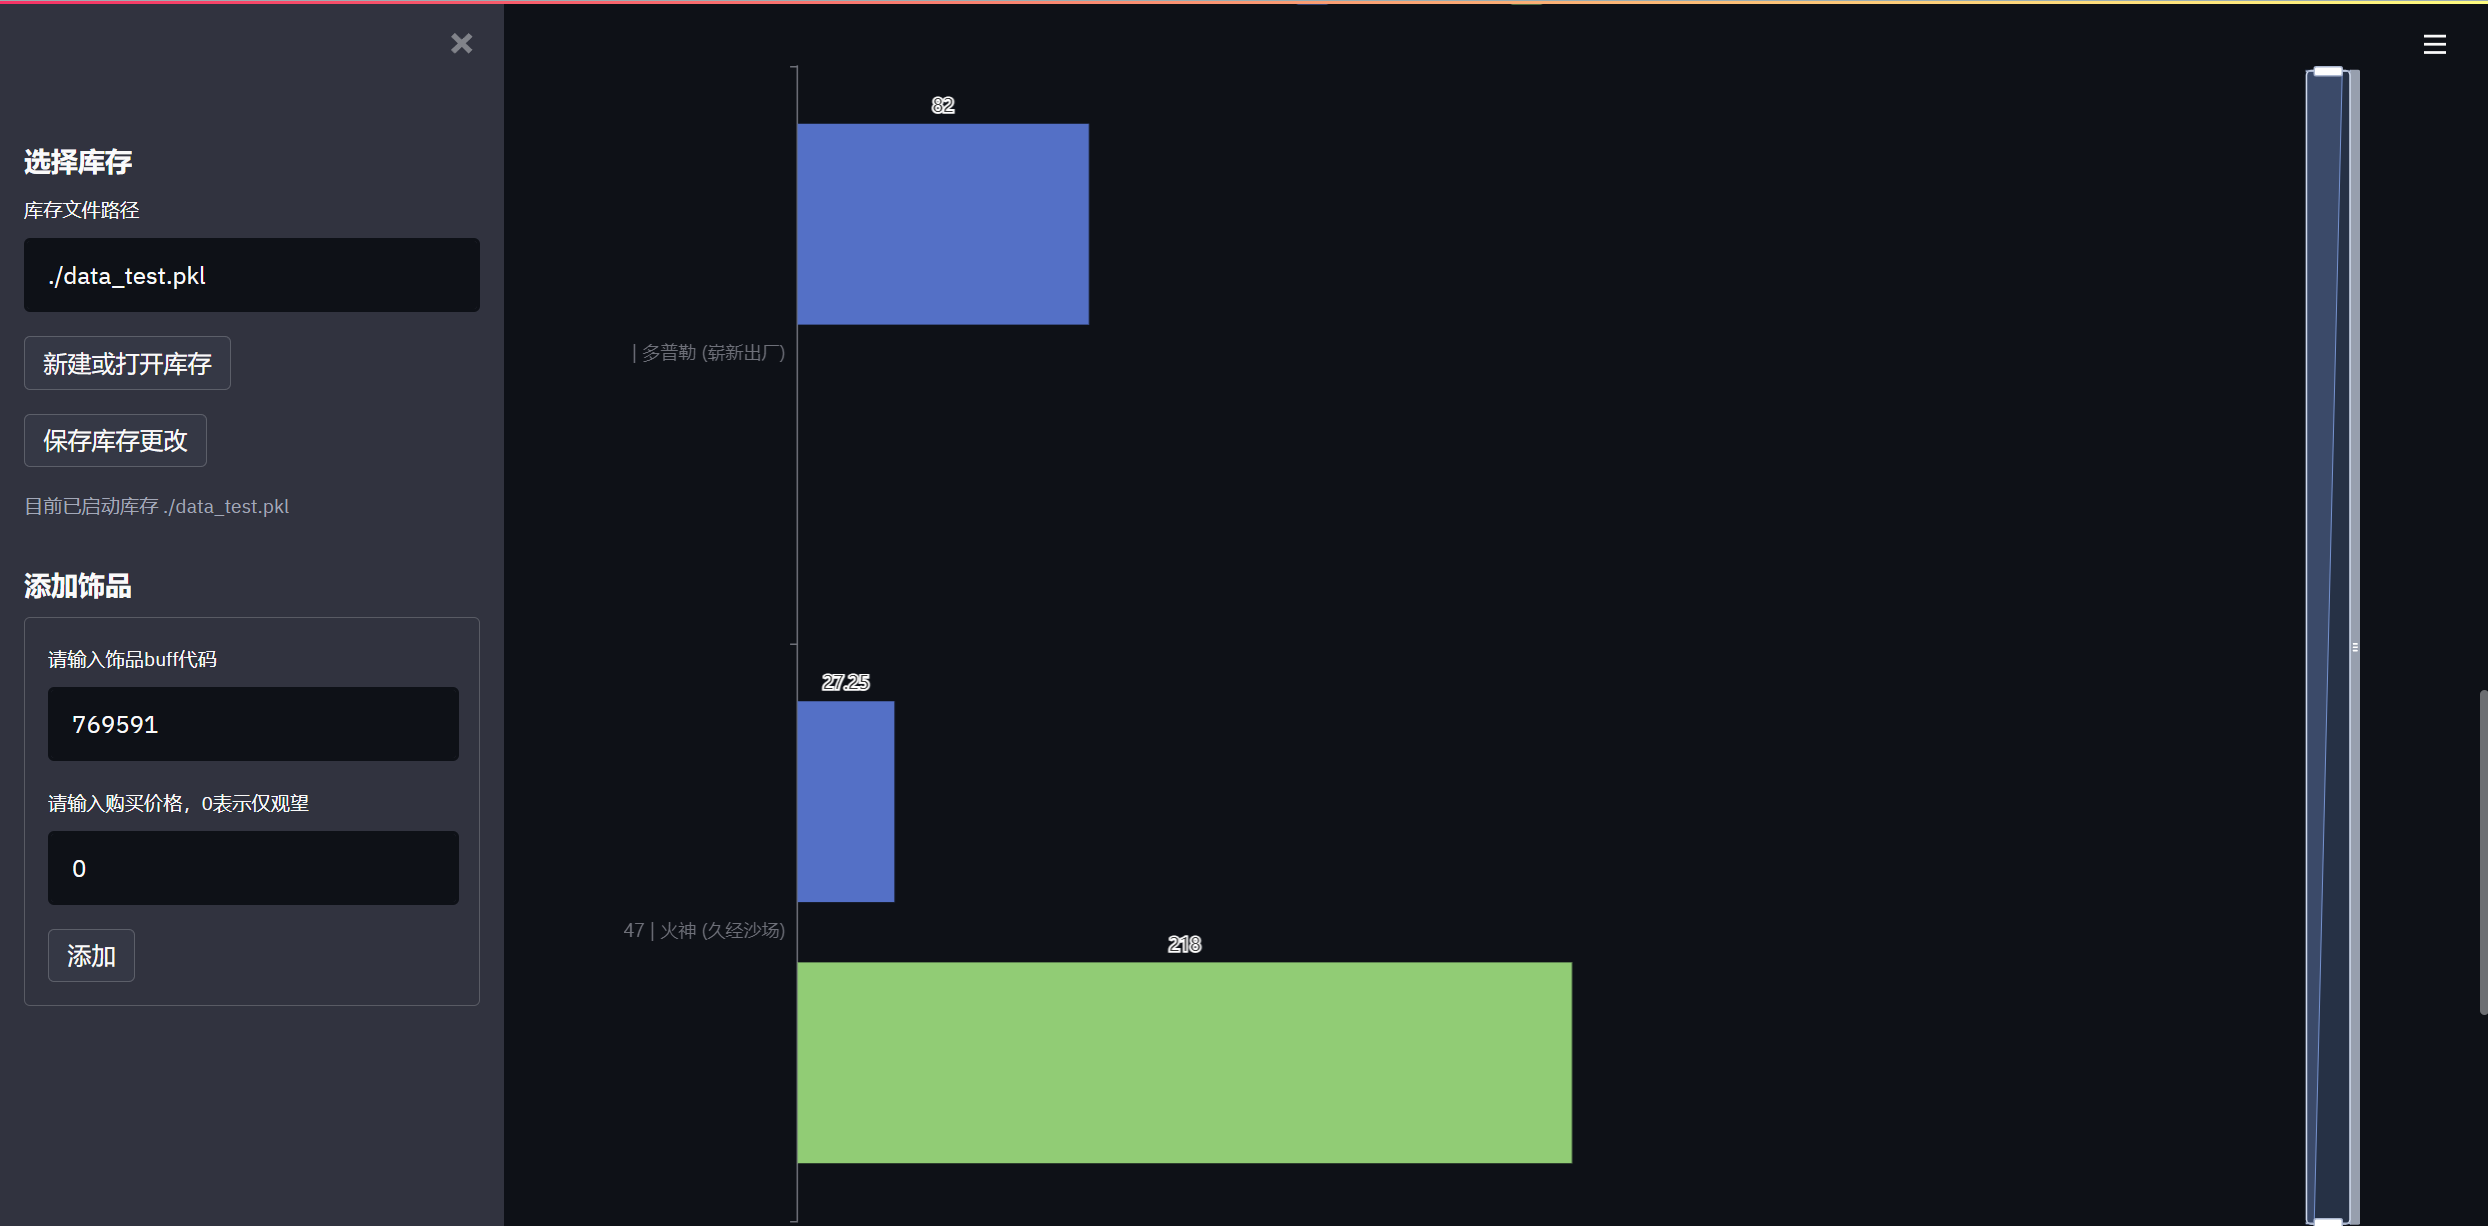 选择库存
库存文件路径
./data_test.pkl
新建或打开库存
保存库存更改
目前已启动库存 ./data_test.pkl
添加饰品
请输入饰品buff代码
769591
请输入购买价格，0表示仅观望
0
添加
82
| 多普勒 (崭新出厂)
27.25
47 | 火神 (久经沙场)
218